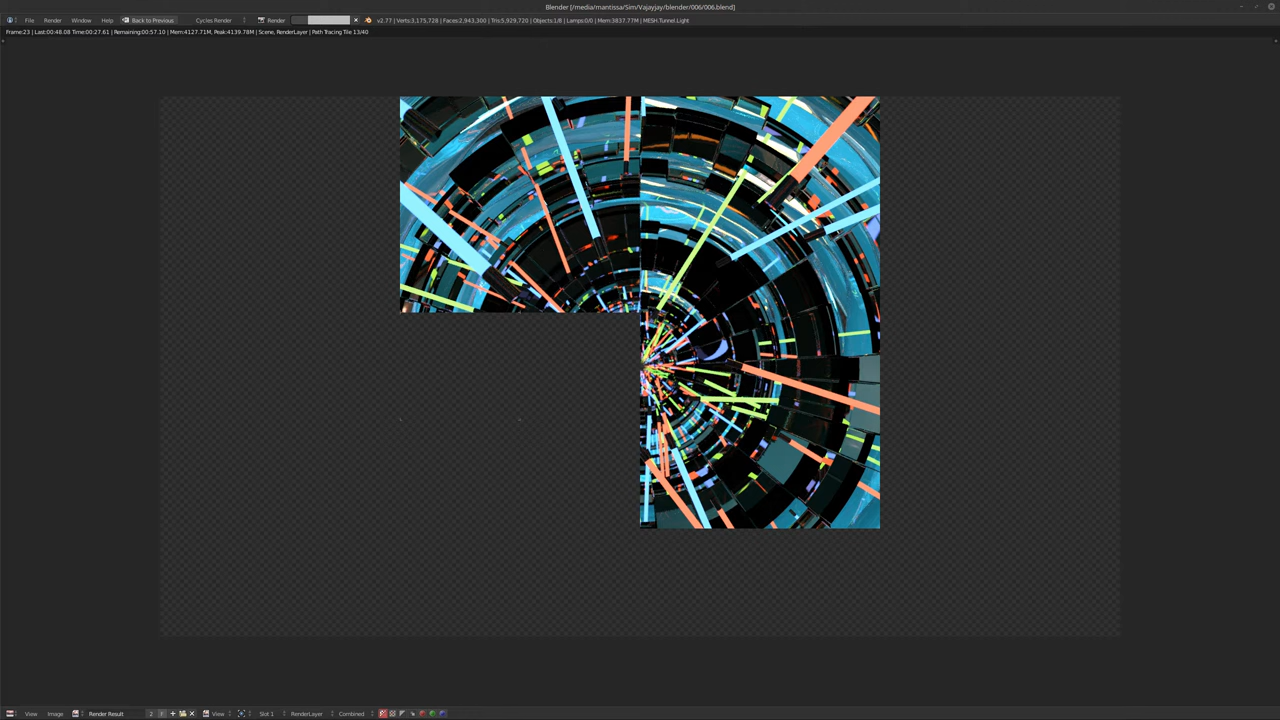 Blender [/media/mantissa/Sim/Vajayjay/blender/006/006.blend]
File Render Window Help Back to Previous Cycles Render Render v2.77 | Verts:3,175,728 | Faces:2,943,300 | Tris:5,929,720 | Objects:1/8 | Lamps:0/0 | Mem:3837.77M | MESH-Tunnel.Light
Frame:23 | Last:00:48.08 Time:00:27.61 | Remaining:00:57.10 | Mem:4127.71M, Peak:4139.78M | Scene, RenderLayer | Path Tracing Tile 13/40
View Image Render Result 2 F View Slot 1 RenderLayer Combined